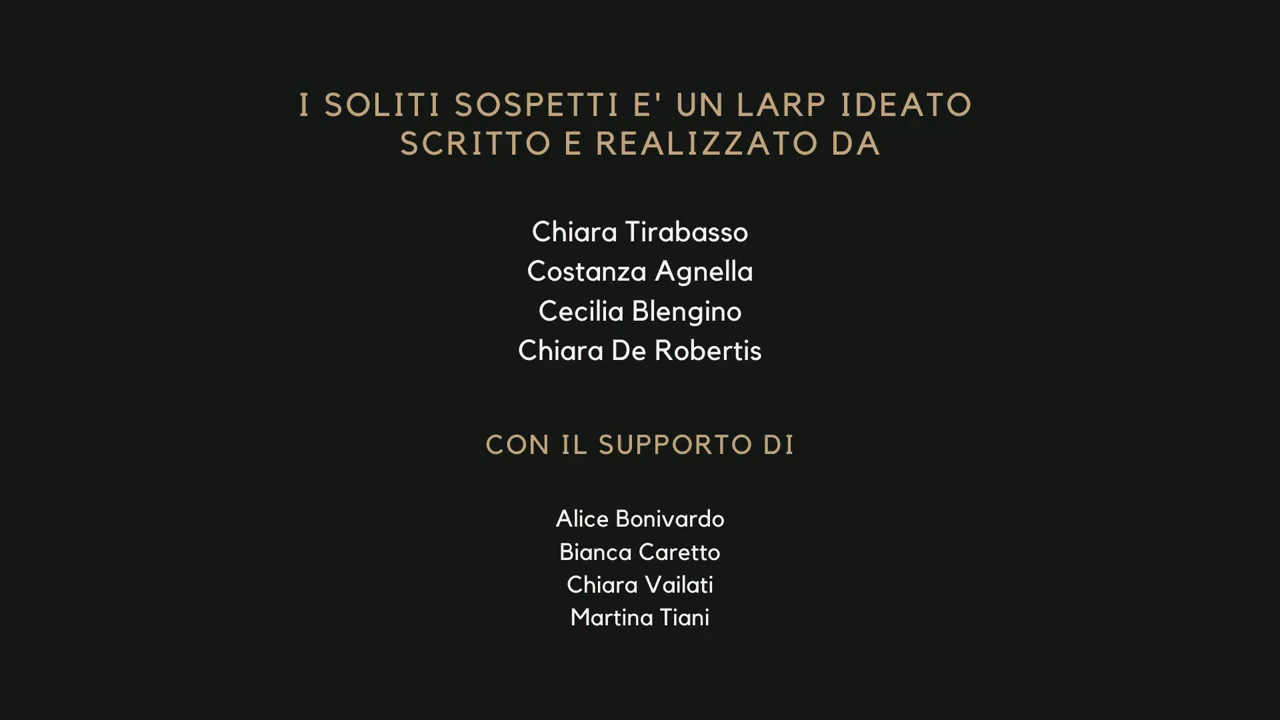 I SOLITI SOSPETTI E' UN LARP IDEATO
SCRITTO E REALIZZATO DA
Chiara Tirabasso
Costanza Agnella
Cecilia Blengino
Chiara De Robertis
CON IL SUPPORTO DI
Alice Bonivardo
Bianca Caretto
Chiara Vailati
Martina Tiani